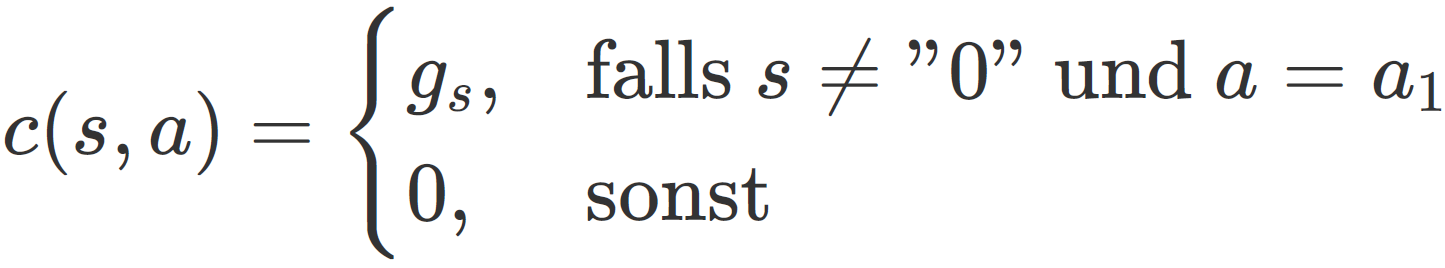 c(s, a) = { g_s, falls s ≠ ”0” und a = a_1
0, sonst